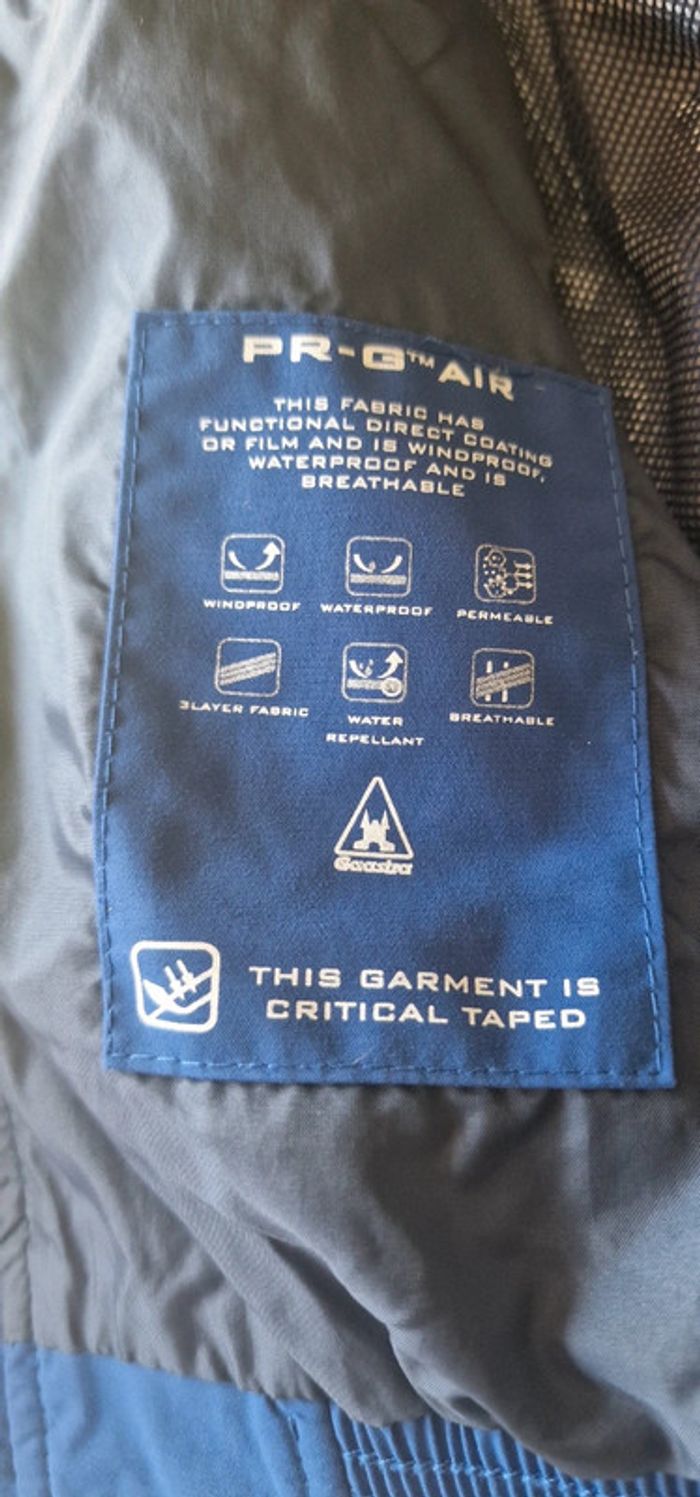 PR-G™ AIR
THIS FABRIC HAS
FUNCTIONAL DIRECT COATING
OR FILM AND IS WINDPROOF,
WATERPROOF AND IS
BREATHABLE
WINDPROOF WATERPROOF PERMEABLE
3LAYER FABRIC WATER REPELLANT BREATHABLE
Gaastra
THIS GARMENT IS
CRITICAL TAPED